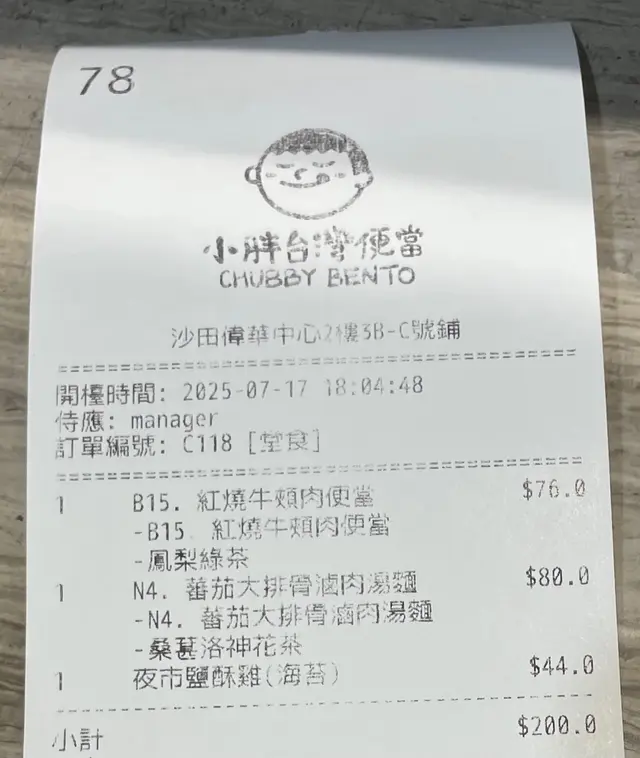 78
小胖台灣便當
CHUBBY BENTO
沙田偉華中心2樓3B-C號鋪
開檯時間: 2025-07-17 18:04:48
侍應: manager
訂單編號: C118 [堂食]
1 B15. 紅燒牛頰肉便當 $76.0
-B15. 紅燒牛頰肉便當
-鳳梨綠茶
1 N4. 蕃茄大排骨滷肉湯麵 $80.0
-N4. 蕃茄大排骨滷肉湯麵
-桑葚洛神花茶
1 夜市鹽酥雞(海苔) $44.0
小計 $200.0